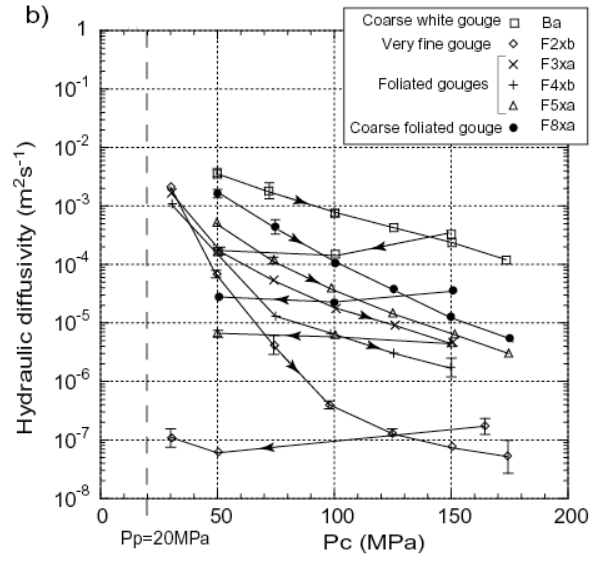 b)
Coarse white gouge Ba
Very fine gouge F2xb
F3xa
Foliated gouges F4xb
F5xa
Coarse foliated gouge F8xa
Hydraulic diffusivity (m²s⁻¹)
1
10⁻¹
10⁻²
10⁻³
10⁻⁴
10⁻⁵
10⁻⁶
10⁻⁷
10⁻⁸
0 50 100 150 200
Pp=20MPa
Pc (MPa)